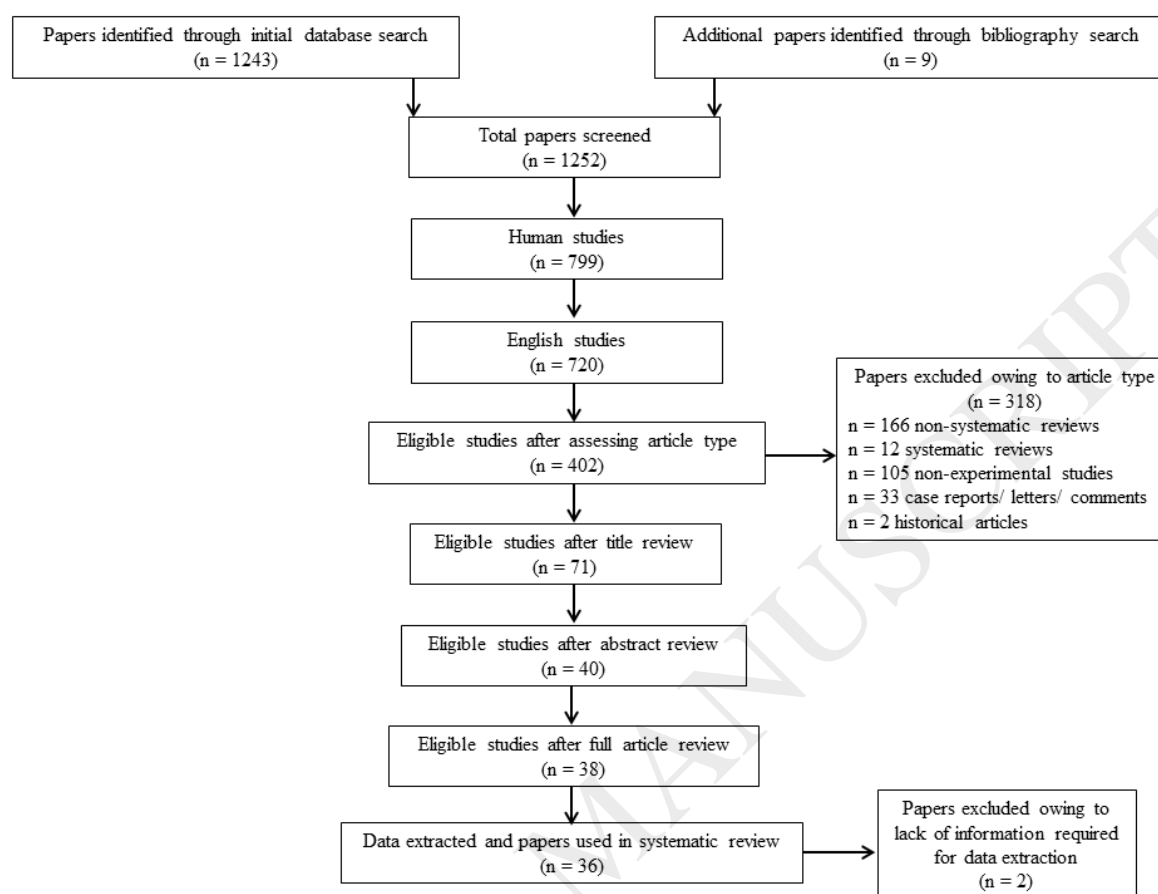 Papers identified through initial database search
(n = 1243)
Additional papers identified through bibliography search
(n = 9)
Total papers screened
(n = 1252)
Human studies
(n = 799)
English studies
(n = 720)
Eligible studies after assessing article type
(n = 402)
Papers excluded owing to article type
(n = 318)
n = 166 non-systematic reviews
n = 12 systematic reviews
n = 105 non-experimental studies
n = 33 case reports/ letters/ comments
n = 2 historical articles
Eligible studies after title review
(n = 71)
Eligible studies after abstract review
(n = 40)
Eligible studies after full article review
(n = 38)
Data extracted and papers used in systematic review
(n = 36)
Papers excluded owing to
lack of information required
for data extraction
(n = 2)
MANUSCRIPT